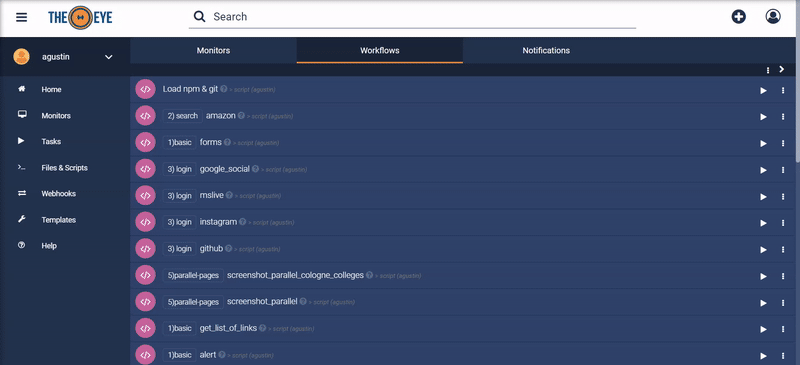 THE EYE
Search
agustin
Monitors Workflows Notifications
Home
Monitors
Tasks
Files & Scripts
Webhooks
Templates
Help
Load npm & git > script (agustin)
2) search amazon > script (agustin)
1)basic forms > script (agustin)
3) login google_social > script (agustin)
3) login mslive > script (agustin)
3) login instagram > script (agustin)
3) login github > script (agustin)
5)parallel-pages screenshot_parallel_cologne_colleges > script (agustin)
5)parallel-pages screenshot_parallel > script (agustin)
1)basic get_list_of_links > script (agustin)
1)basic alert > script (agustin)